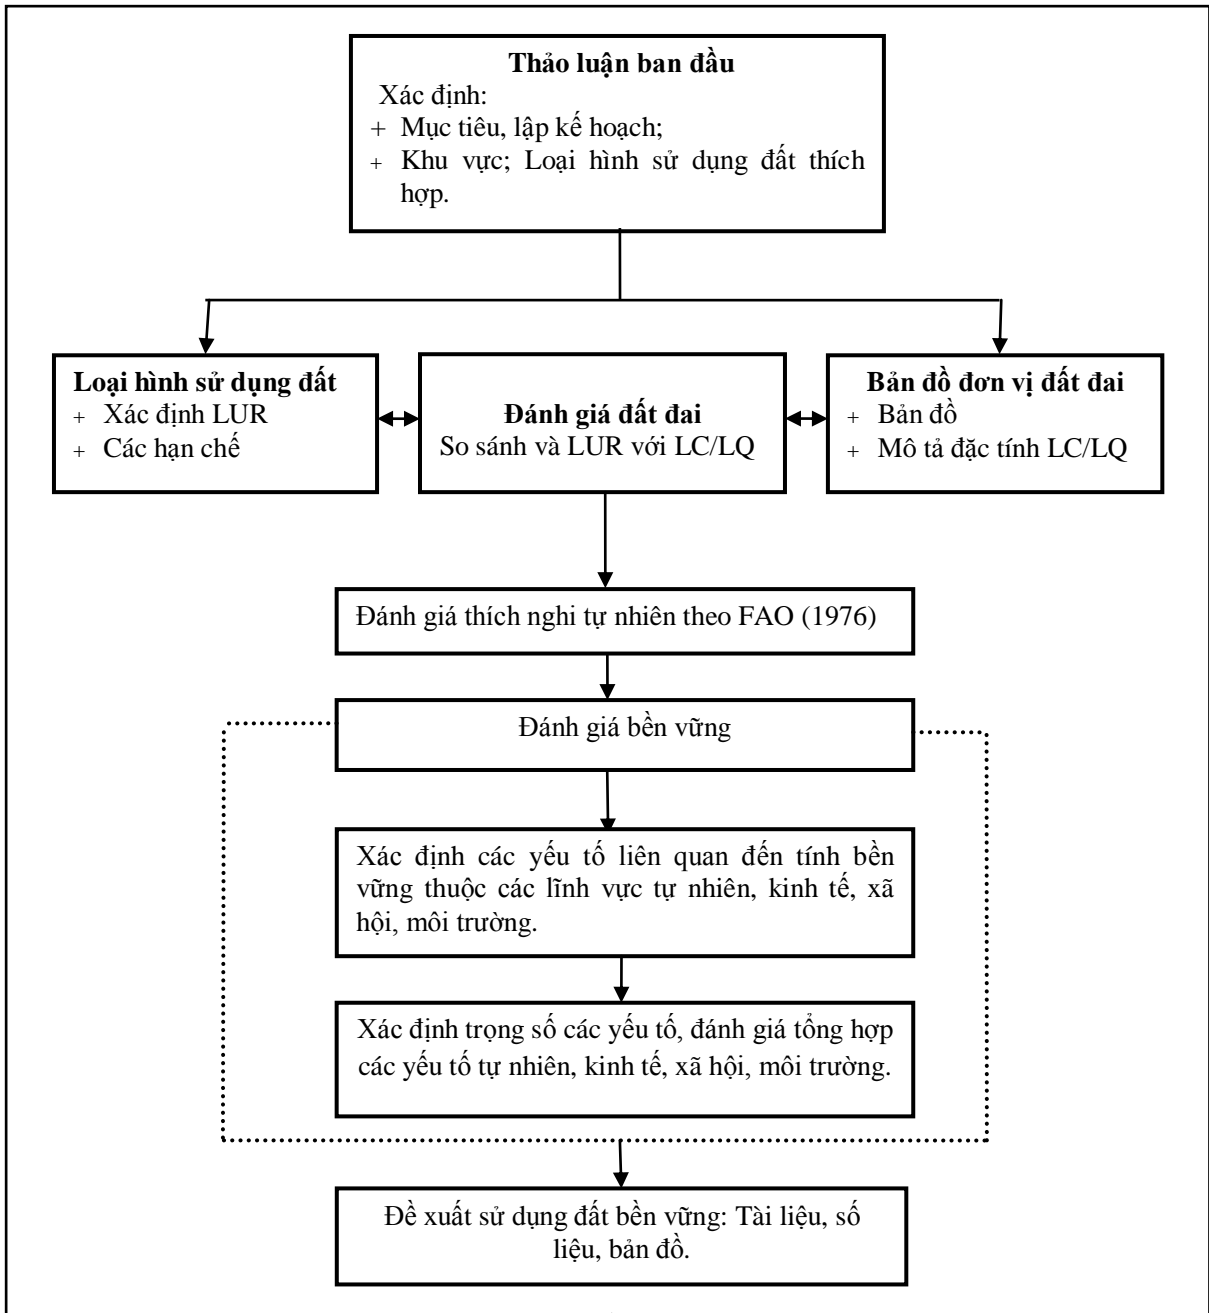 Thảo luận ban đầu
Xác định:
+ Mục tiêu, lập kế hoạch;
+ Khu vực; Loại hình sử dụng đất thích
hợp.
Loại hình sử dụng đất
+ Xác định LUR
+ Các hạn chế
Đánh giá đất đai
So sánh và LUR với LC/LQ
Bản đồ đơn vị đất đai
+ Bản đồ
+ Mô tả đặc tính LC/LQ
Đánh giá thích nghi tự nhiên theo FAO (1976)
Đánh giá bền vững
Xác định các yếu tố liên quan đến tính bền
vững thuộc các lĩnh vực tự nhiên, kinh tế, xã
hội, môi trường.
Xác định trọng số các yếu tố, đánh giá tổng hợp
các yếu tố tự nhiên, kinh tế, xã hội, môi trường.
Đề xuất sử dụng đất bền vững: Tài liệu, số
liệu, bản đồ.